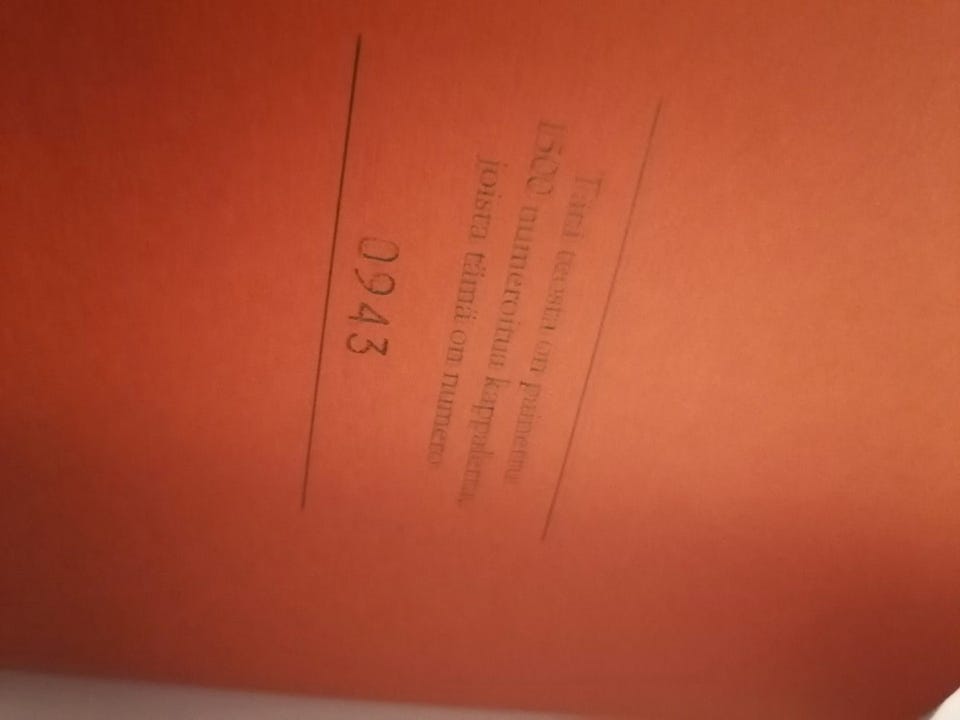 Tätä teosta on painettu
1500 numeroitua kappaletta,
joista tämä on numero
0943